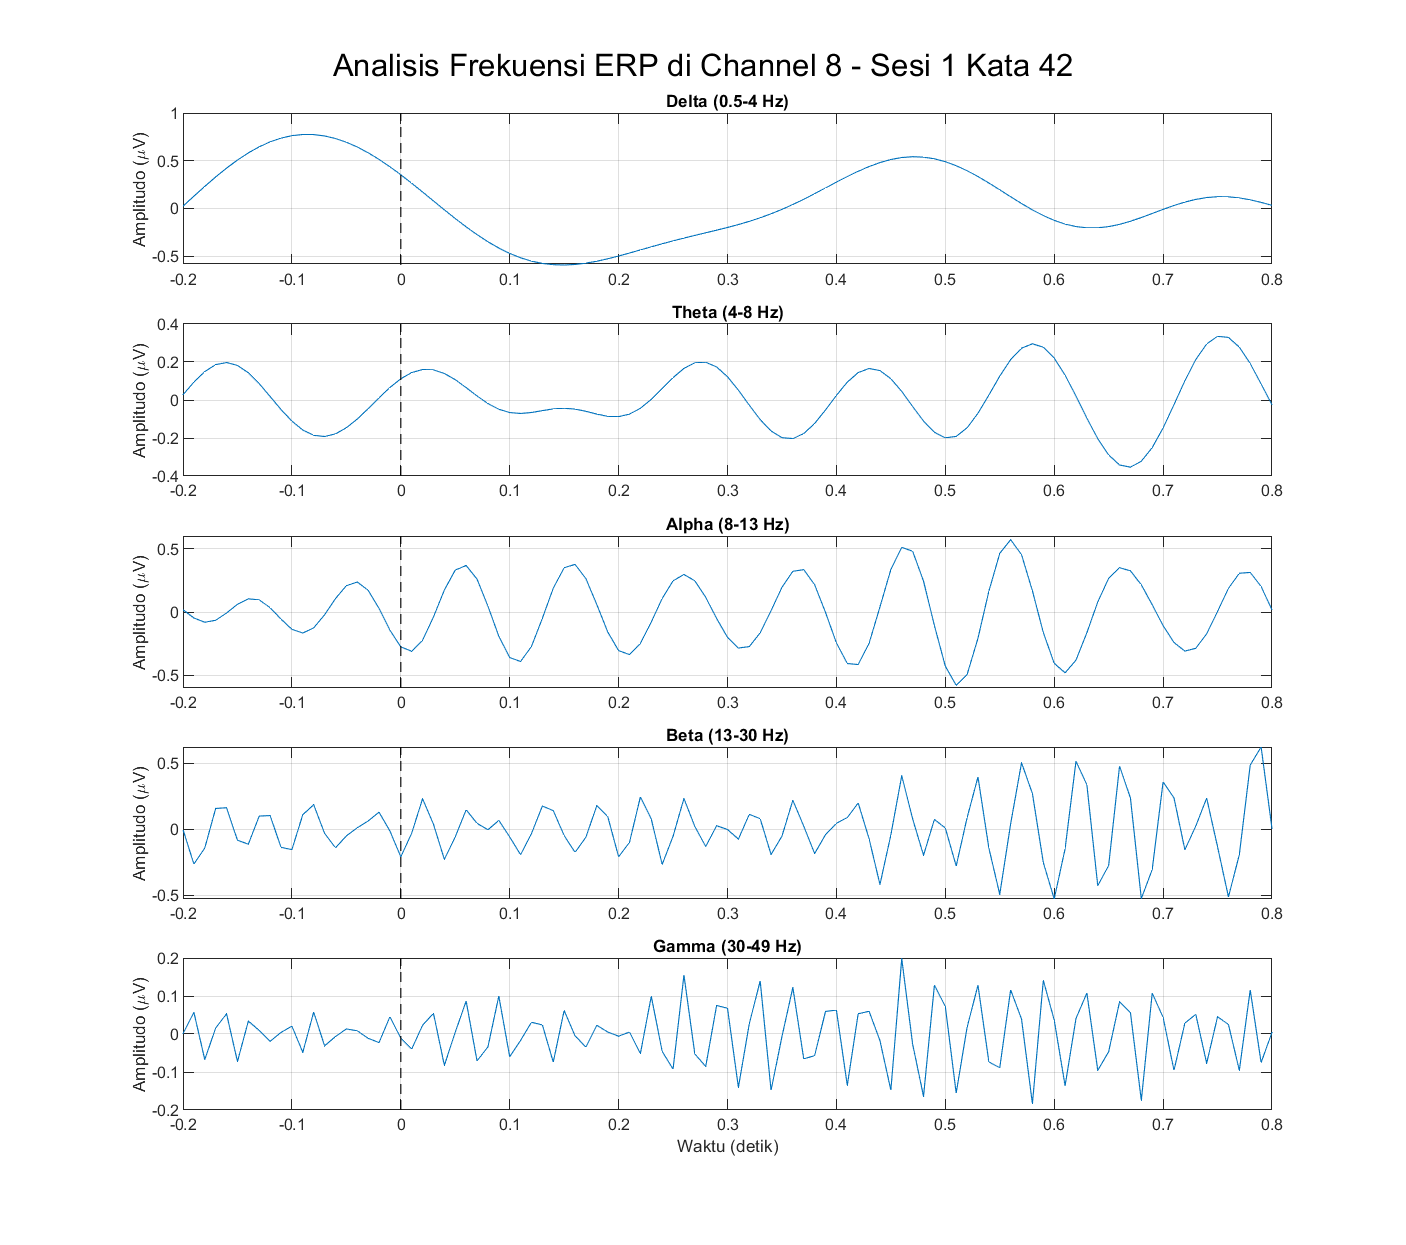 Analisis Frekuensi ERP di Channel 8 - Sesi 1 Kata 42
Delta (0.5-4 Hz)
Amplitudo (μV)
1
0.5
0
-0.5
-0.2 -0.1 0 0.1 0.2 0.3 0.4 0.5 0.6 0.7 0.8
Theta (4-8 Hz)
Amplitudo (μV)
0.4
0.2
0
-0.2
-0.4
-0.2 -0.1 0 0.1 0.2 0.3 0.4 0.5 0.6 0.7 0.8
Alpha (8-13 Hz)
Amplitudo (μV)
0.5
0
-0.5
-0.2 -0.1 0 0.1 0.2 0.3 0.4 0.5 0.6 0.7 0.8
Beta (13-30 Hz)
Amplitudo (μV)
0.5
0
-0.5
-0.2 -0.1 0 0.1 0.2 0.3 0.4 0.5 0.6 0.7 0.8
Gamma (30-49 Hz)
Amplitudo (μV)
0.2
0.1
0
-0.1
-0.2
-0.2 -0.1 0 0.1 0.2 0.3 0.4 0.5 0.6 0.7 0.8
Waktu (detik)